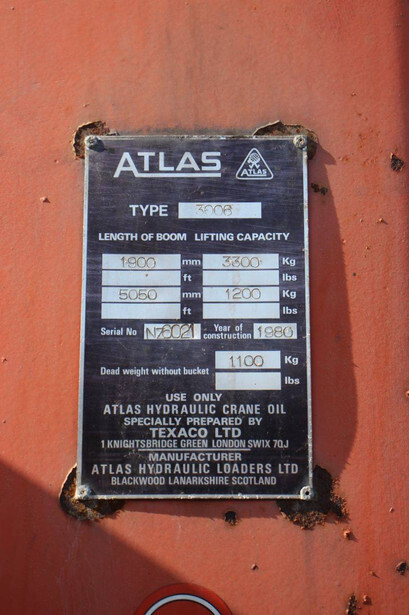 ATLAS ATLAS
TYPE 3006
LENGTH OF BOOM LIFTING CAPACITY
1900 mm 3300 Kg
ft lbs
5050 mm 1200 Kg
ft lbs
Serial No N76021 Year of construction 1980
Dead weight without bucket 1100 Kg
lbs
USE ONLY
ATLAS HYDRAULIC CRANE OIL
SPECIALLY PREPARED BY
TEXACO LTD
1 KNIGHTSBRIDGE GREEN LONDON SW1X 7QJ
MANUFACTURER
ATLAS HYDRAULIC LOADERS LTD
BLACKWOOD LANARKSHIRE SCOTLAND